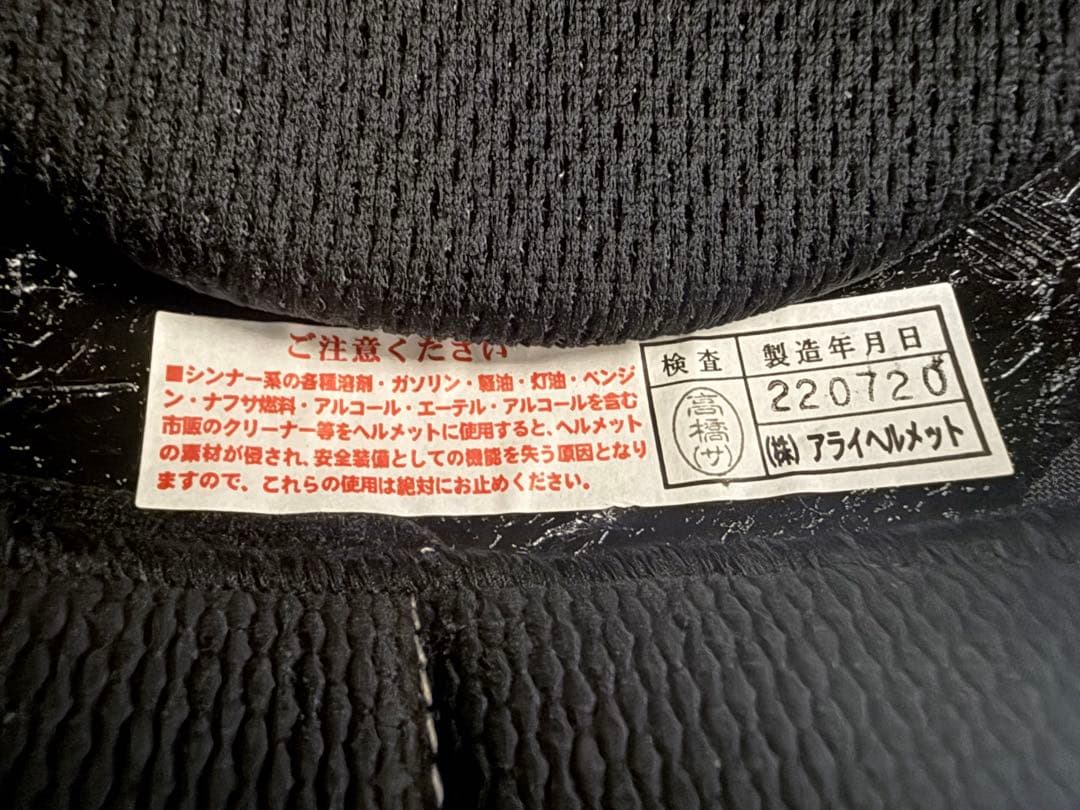 ご注意ください
■シンナー系の各種溶剤・ガソリン・軽油・灯油・ベンジ
ン・ナフサ燃料・アルコール・エーテル・アルコールを含む
市販のクリーナー等をヘルメットに使用すると、ヘルメット
の素材が侵され、安全装備としての機能を失う原因となり
ますので、これらの使用は絶対にお止めください。
検査
高橋(サ)
製造年月日
220720
(株)アライヘルメット